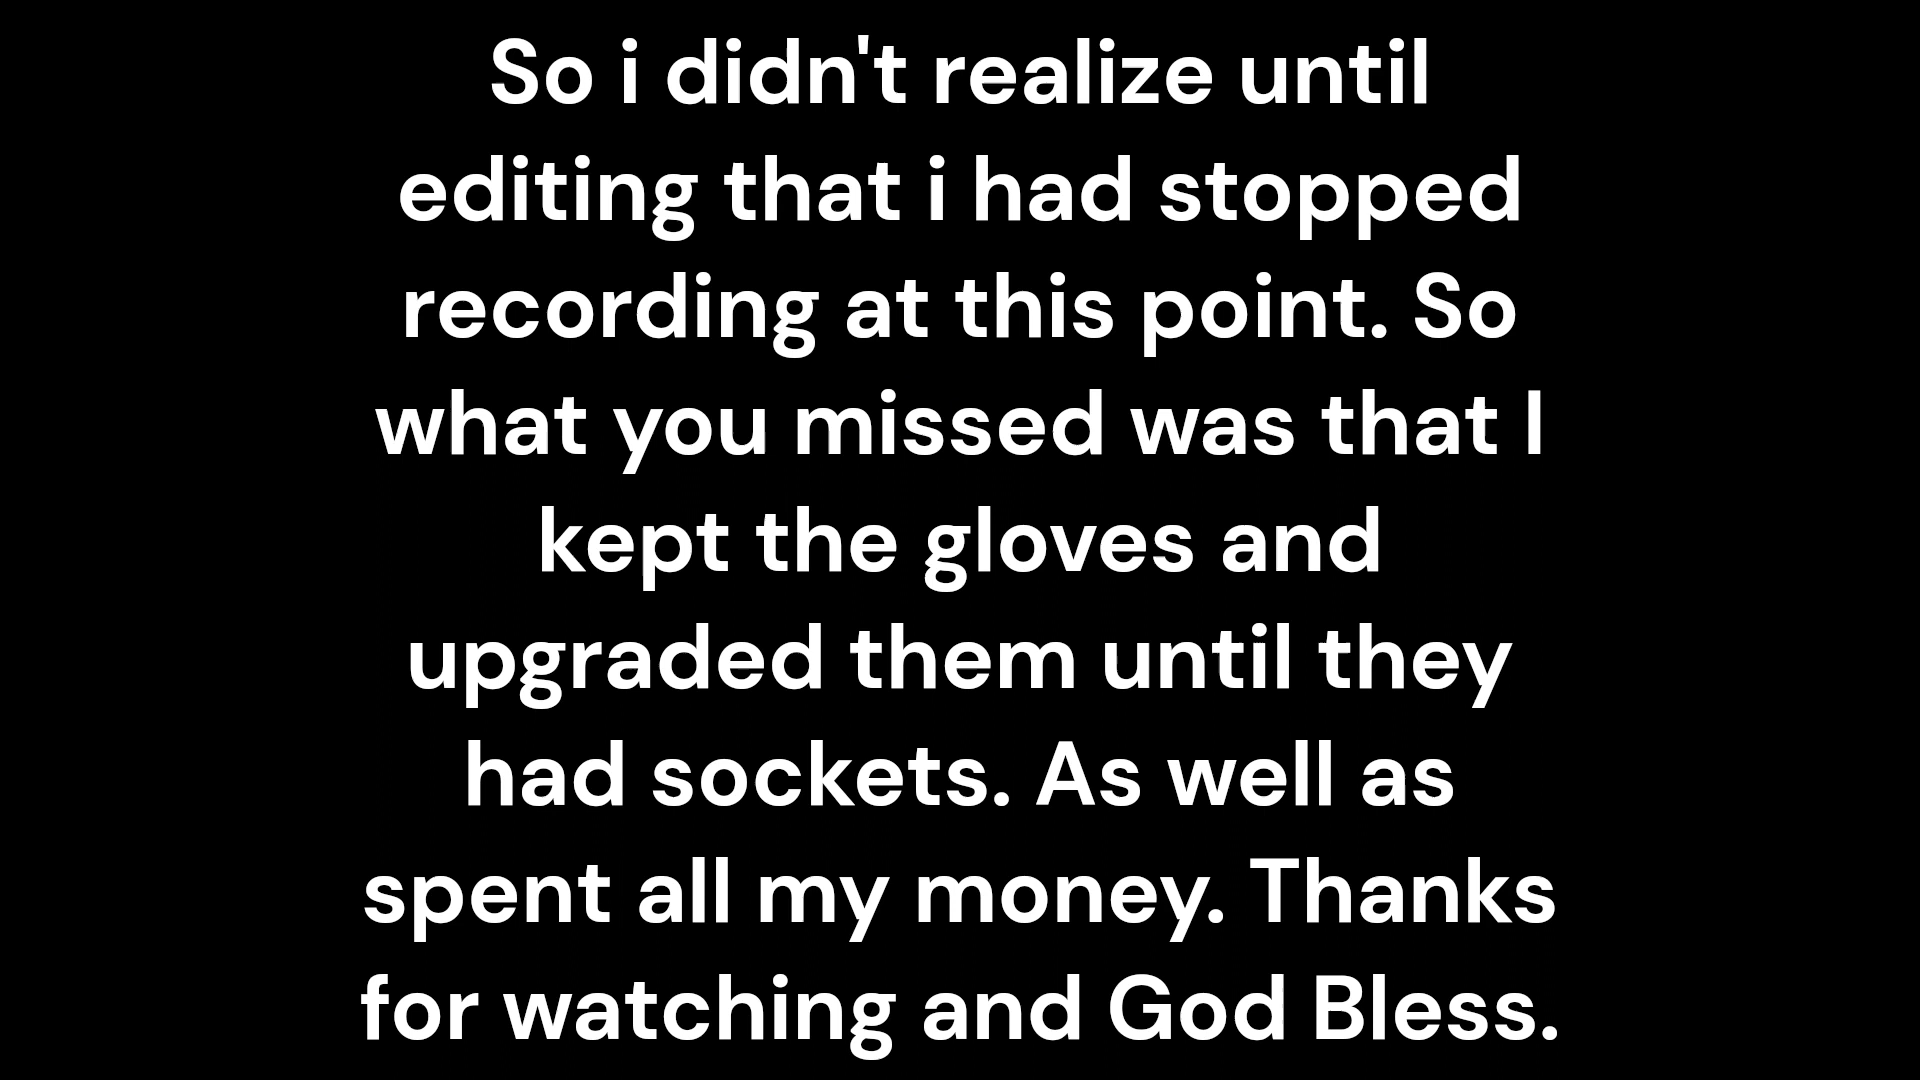 So i didn't realize until
editing that i had stopped
recording at this point. So
what you missed was that I
kept the gloves and
upgraded them until they
had sockets. As well as
spent all my money. Thanks
for watching and God Bless.